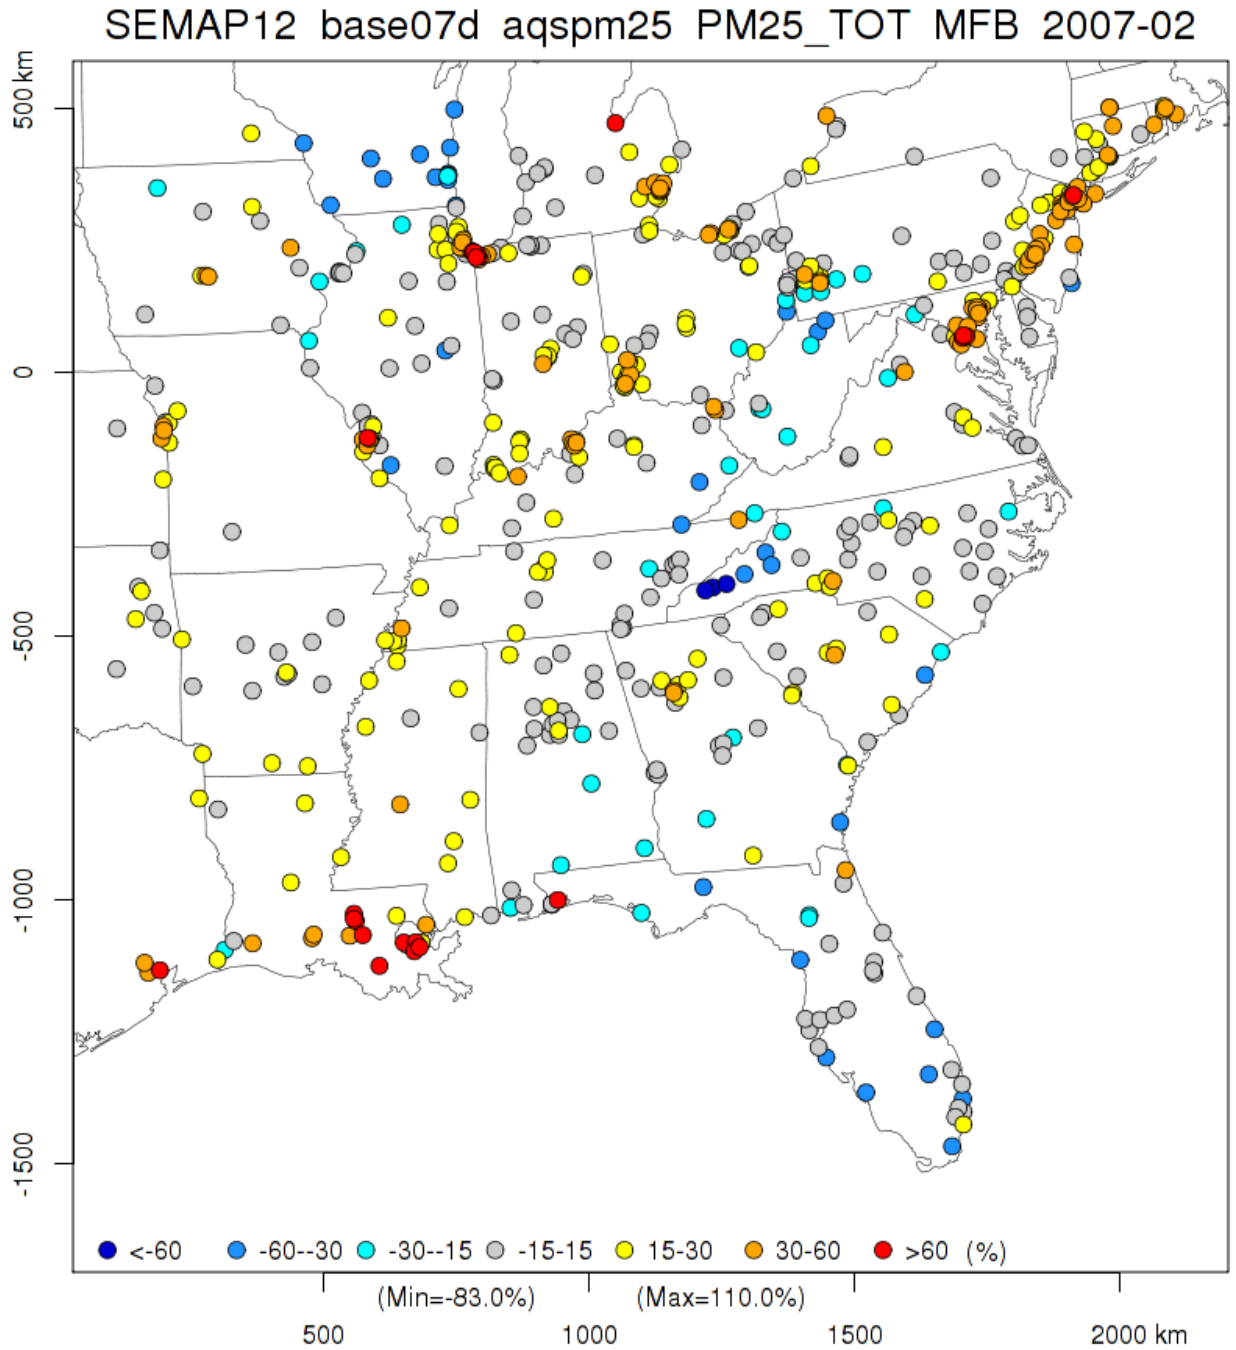 SEMAP12 base07d aqspm25 PM25_TOT MFB 2007-02
500 km
0
-500
-1000
-1500
<-60 -60--30 -30--15 -15-15 15-30 30-60 >60 (%)
(Min=-83.0%) (Max=110.0%)
500 1000 1500 2000 km